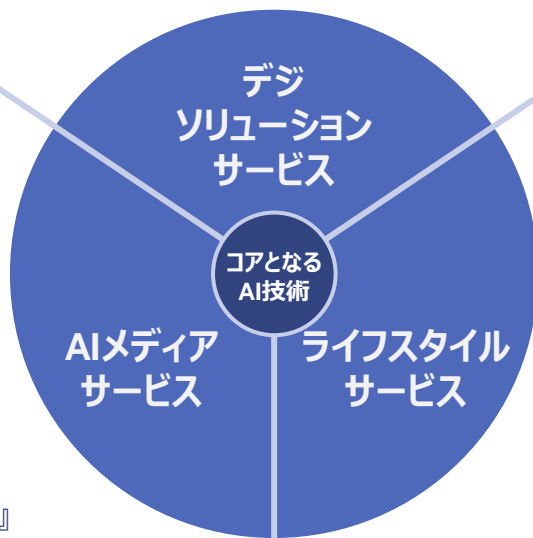 デジ
ソリューション
サービス
コアとなる
AI技術
AIメディア
サービス
ライフスタイル
サービス
』